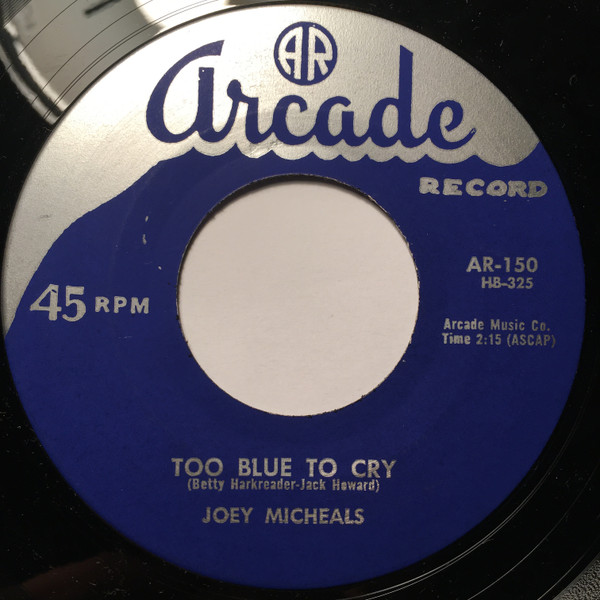 AR
Arcade
RECORD
AR-150
HB-325
45 RPM
Arcade Music Co.
Time 2:15 (ASCAP)
TOO BLUE TO CRY
(Betty Harkreader-Jack Howard)
JOEY MICHEALS